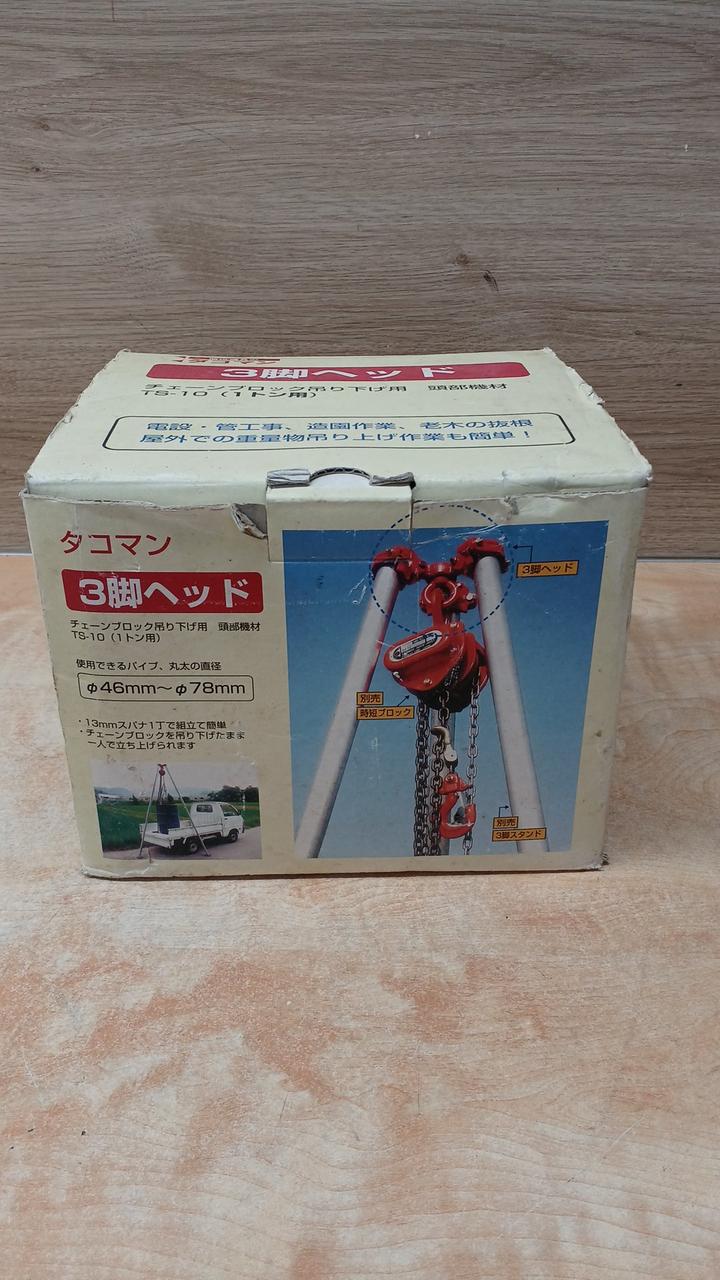 タコマン
3脚ヘッド
チェーンブロック吊り下げ用　頭部機材
TS-10（1トン用）
電設・管工事、造園作業、老木の抜根
屋外での重量物吊り上げ作業も簡単！
タコマン
3脚ヘッド
チェーンブロック吊り下げ用　頭部機材
TS-10（1トン用）
使用できるパイプ、丸太の直径
φ46mm～φ78mm
・13mmスパナ1丁で組立て簡単
・チェーンブロックを吊り下げたまま
一人で立ち上げられます
3脚ヘッド
別売
時短ブロック
別売
3脚スタンド